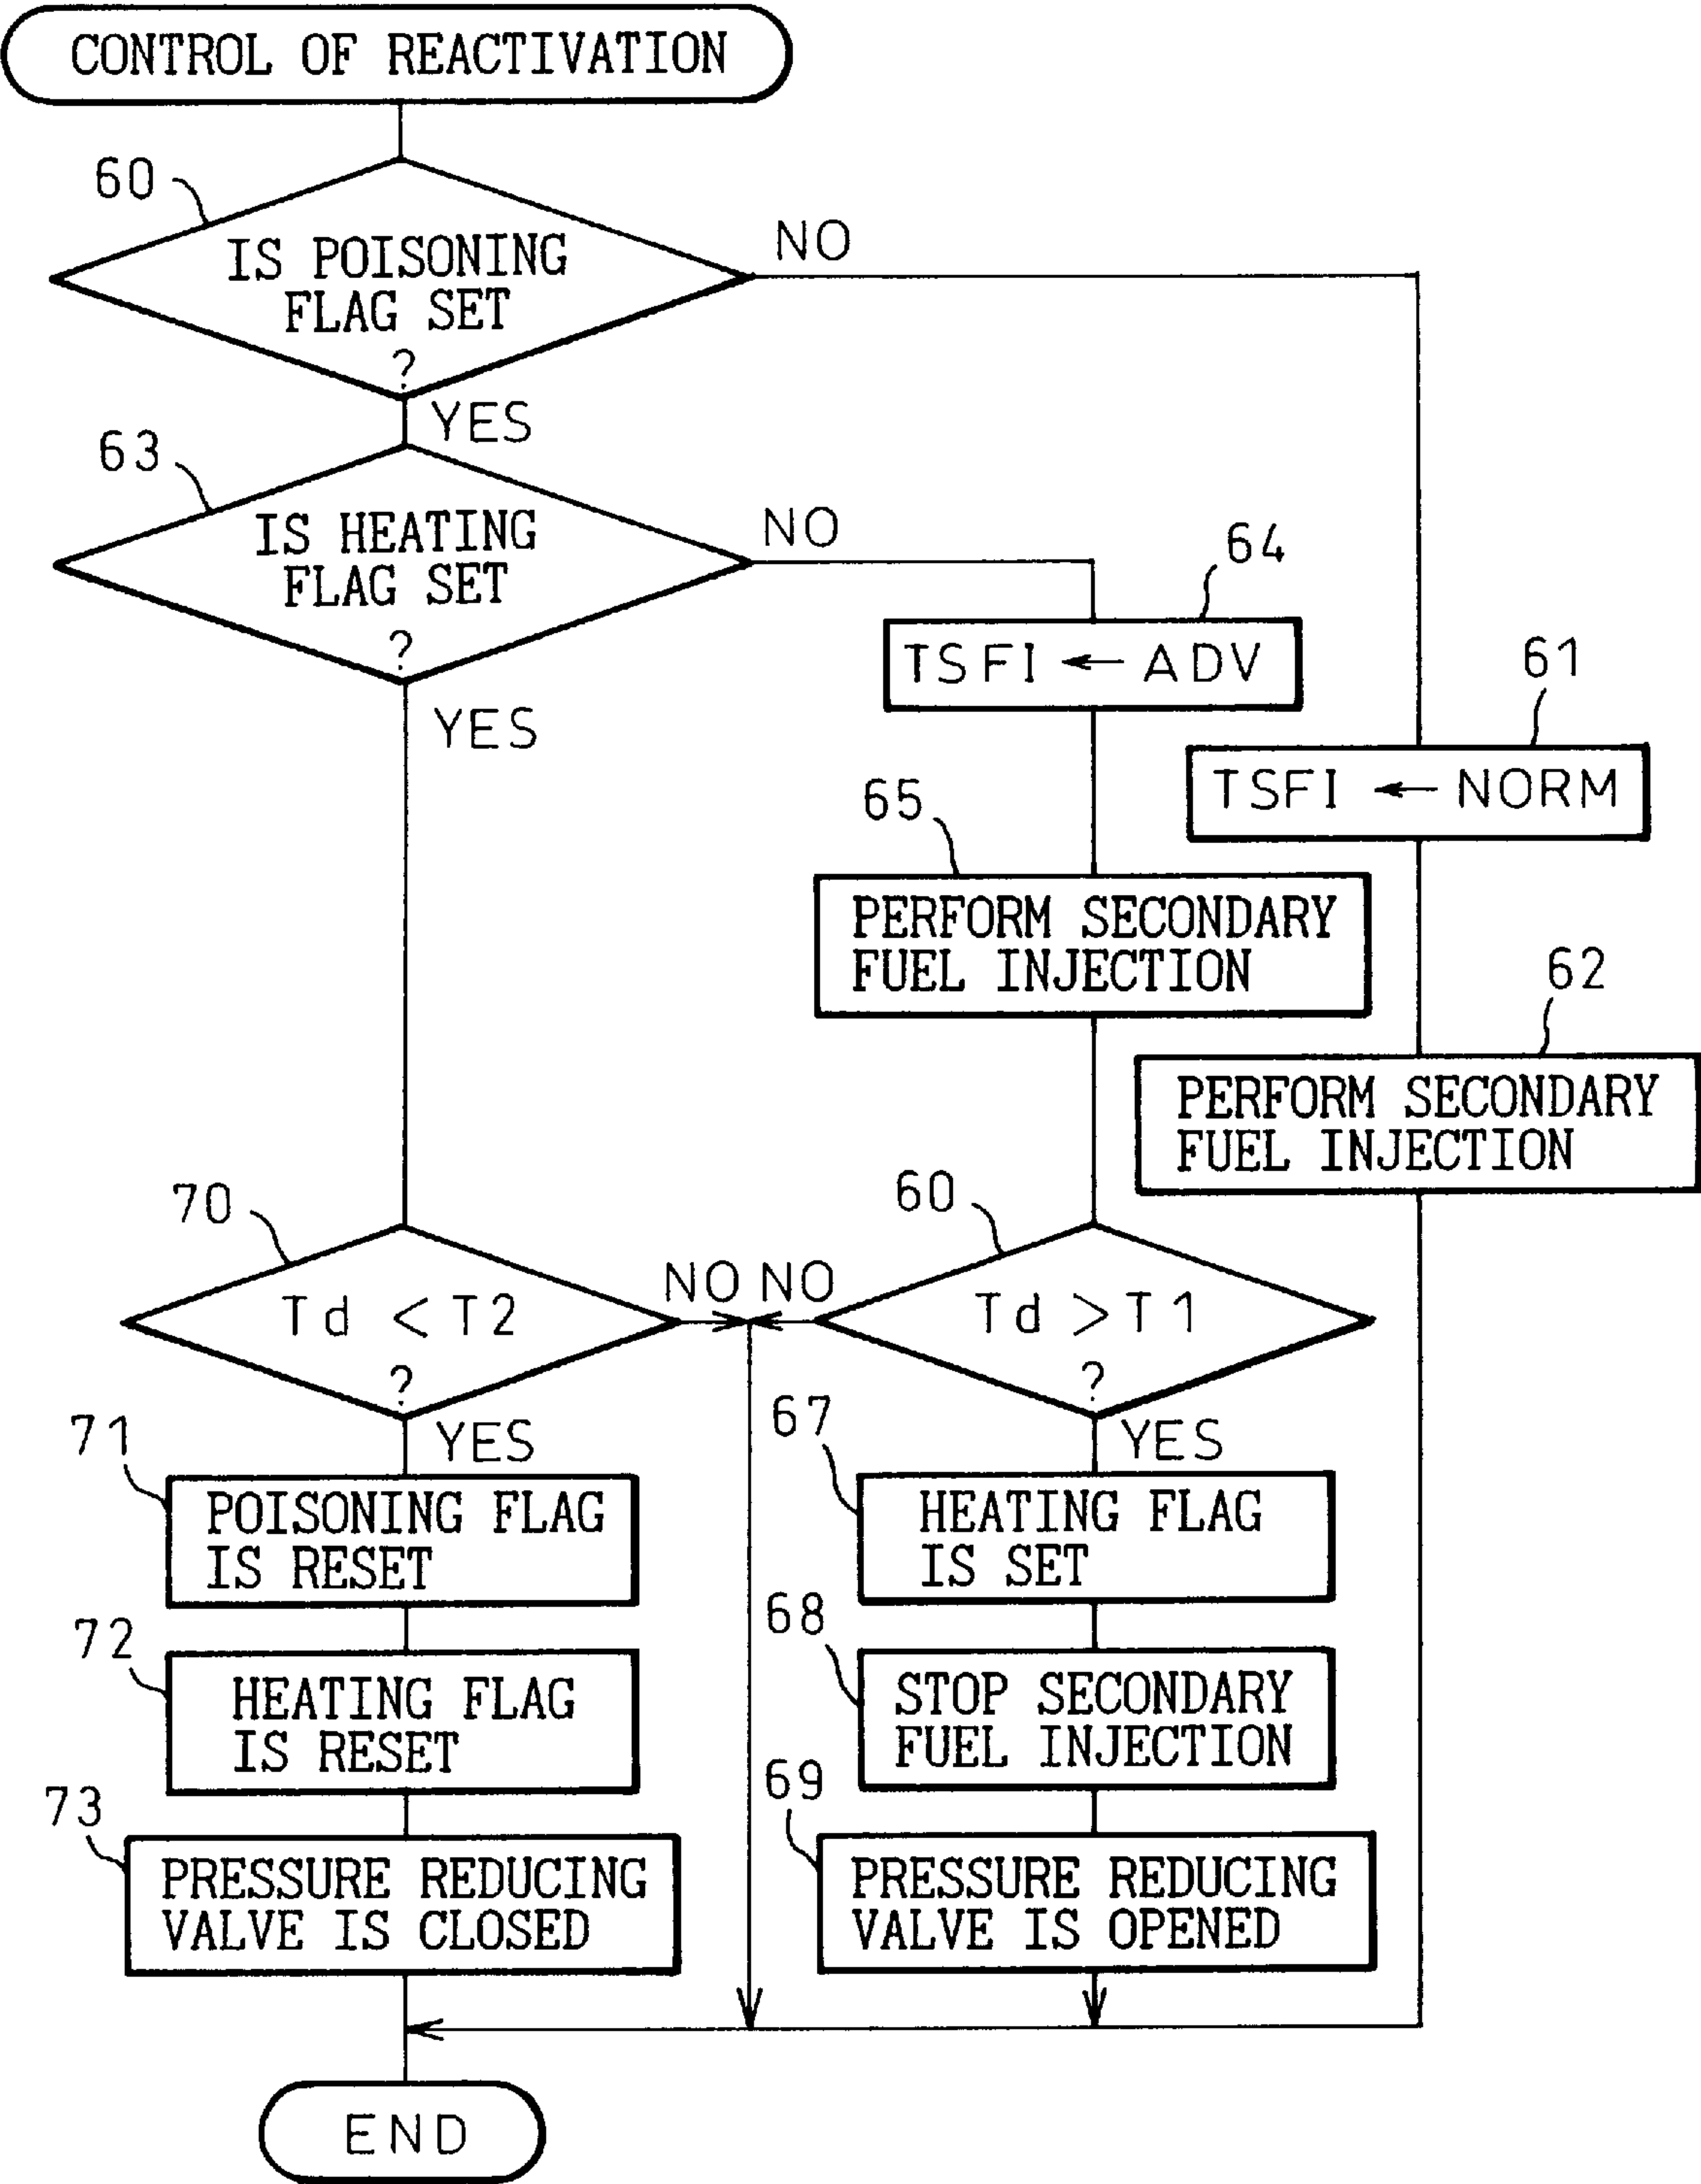 CONTROL OF REACTIVATION
60
IS POISONING
FLAG SET
?
NO
YES
63
IS HEATING
FLAG SET
?
NO
YES
64
TSFI ← ADV
61
TSFI ← NORM
65
PERFORM SECONDARY
FUEL INJECTION
62
PERFORM SECONDARY
FUEL INJECTION
70
Td < T2
?
NO
YES
60
Td > T1
?
NO
YES
71
POISONING FLAG
IS RESET
67
HEATING FLAG
IS SET
72
HEATING FLAG
IS RESET
68
STOP SECONDARY
FUEL INJECTION
73
PRESSURE REDUCING
VALVE IS CLOSED
69
PRESSURE REDUCING
VALVE IS OPENED
END